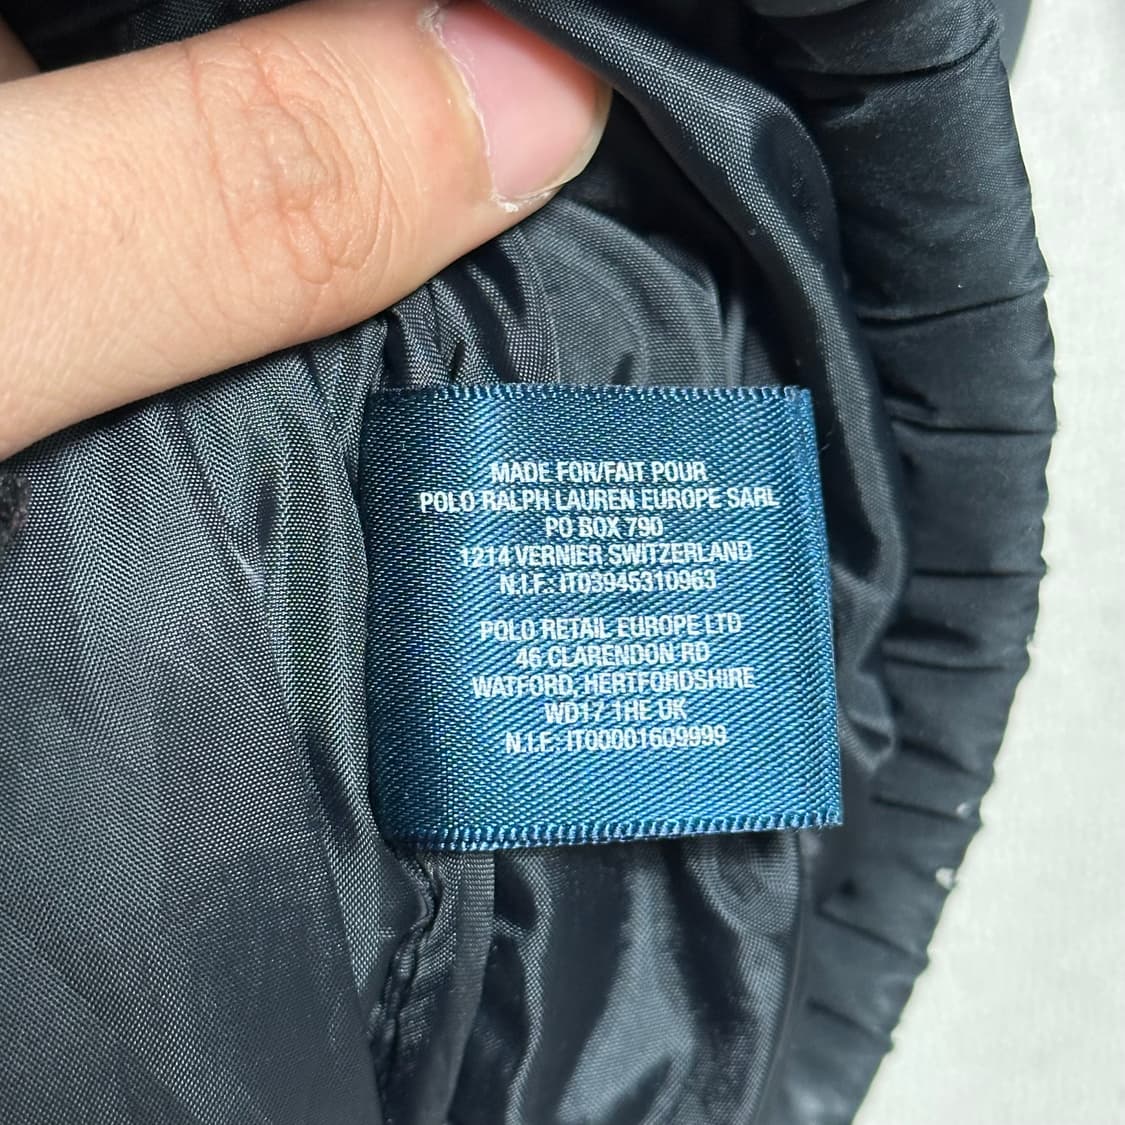 MADE FOR/FAIT POUR
POLO RALPH LAUREN EUROPE SARL
PO BOX 790
1214 VERNIER SWITZERLAND
N.I.F.: IT03945310963
POLO RETAIL EUROPE LTD
46 CLARENDON RD
WATFORD, HERTFORDSHIRE
WD17 1HE UK
N.I.F.: IT00001609999